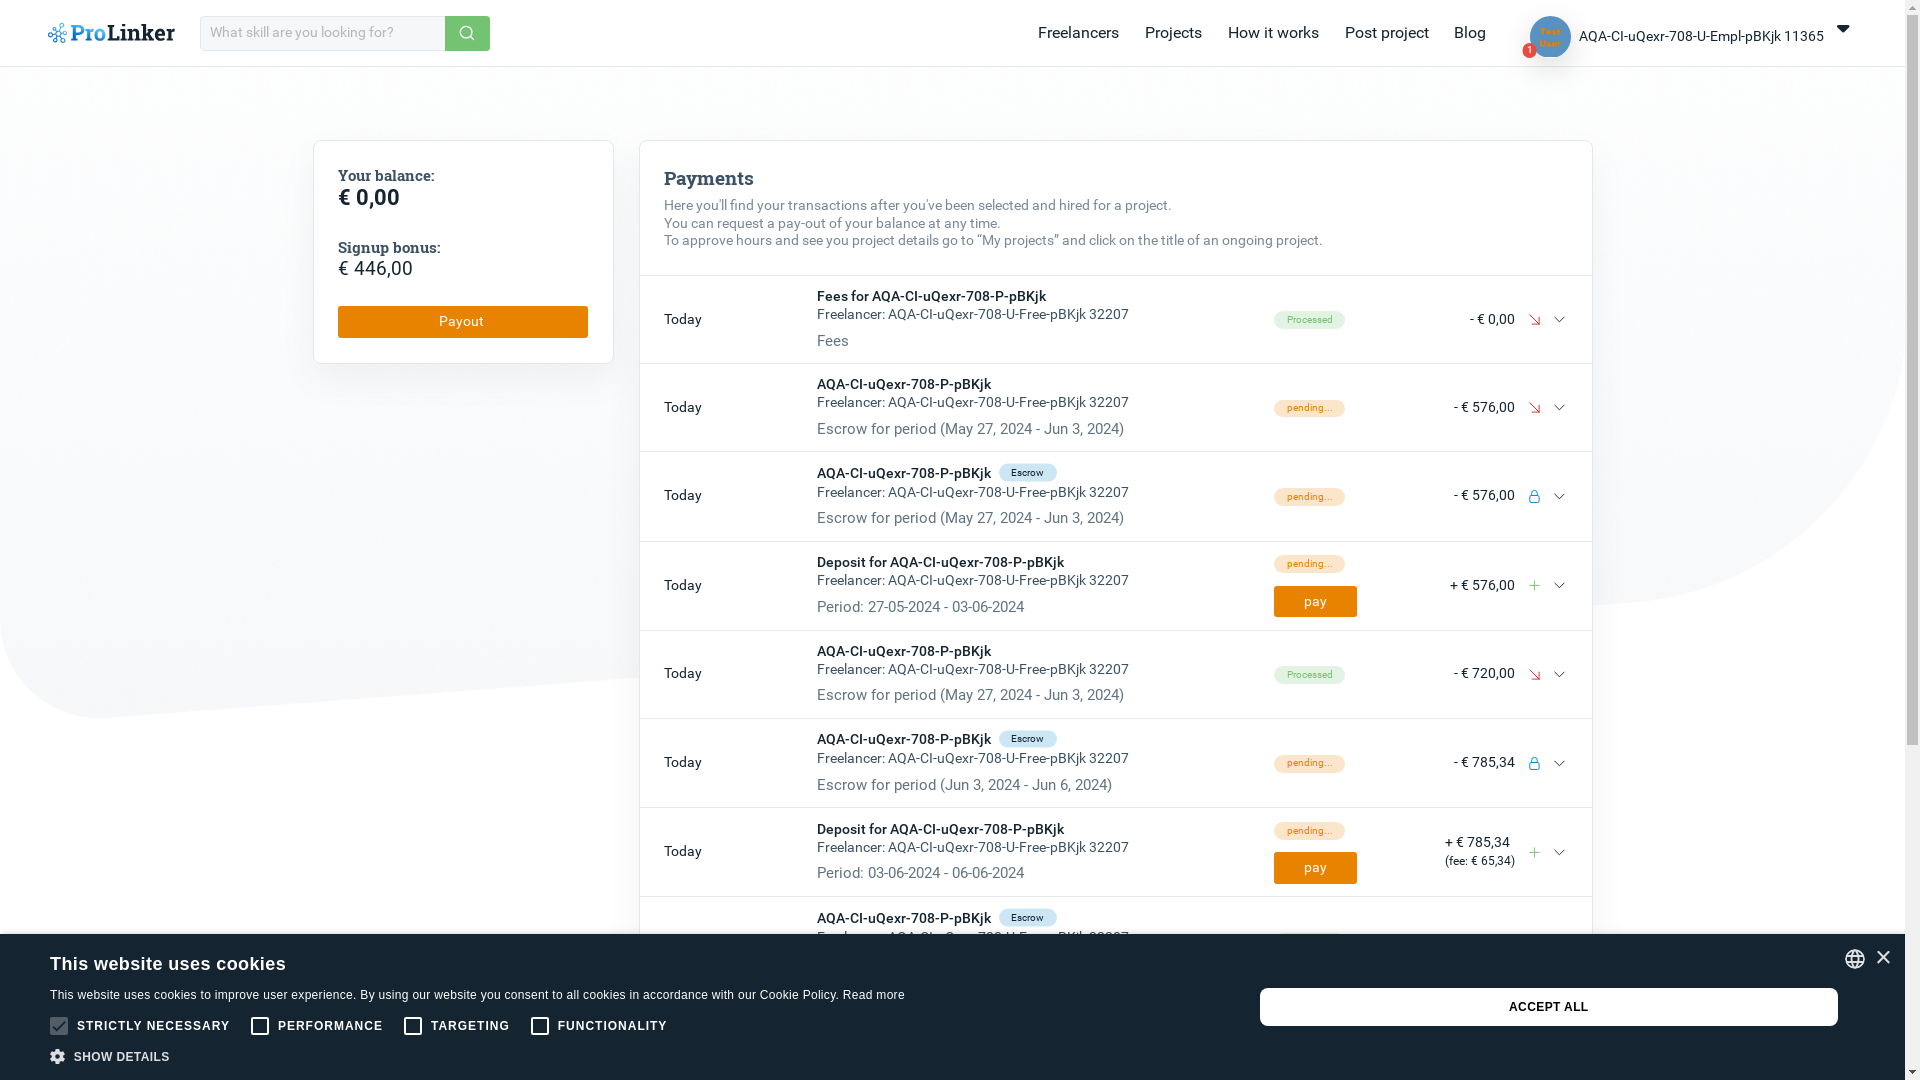 ProLinker
What skill are you looking for?
Freelancers
Projects
How it works
Post project
Blog
Test
User
1
AQA-CI-uQexr-708-U-Empl-pBKjk 11365
Your balance:
€ 0,00
Signup bonus:
€ 446,00
Payout
Payments
Here you'll find your transactions after you've been selected and hired for a project.
You can request a pay-out of your balance at any time.
To approve hours and see you project details go to “My projects” and click on the title of an ongoing project.
Today
Fees for AQA-CI-uQexr-708-P-pBKjk
Freelancer: AQA-CI-uQexr-708-U-Free-pBKjk 32207
Fees
Processed
- € 0,00
Today
AQA-CI-uQexr-708-P-pBKjk
Freelancer: AQA-CI-uQexr-708-U-Free-pBKjk 32207
Escrow for period (May 27, 2024 - Jun 3, 2024)
pending...
- € 576,00
Today
AQA-CI-uQexr-708-P-pBKjk Escrow
Freelancer: AQA-CI-uQexr-708-U-Free-pBKjk 32207
Escrow for period (May 27, 2024 - Jun 3, 2024)
pending...
- € 576,00
Today
Deposit for AQA-CI-uQexr-708-P-pBKjk
Freelancer: AQA-CI-uQexr-708-U-Free-pBKjk 32207
Period: 27-05-2024 - 03-06-2024
pending...
pay
+ € 576,00
Today
AQA-CI-uQexr-708-P-pBKjk
Freelancer: AQA-CI-uQexr-708-U-Free-pBKjk 32207
Escrow for period (May 27, 2024 - Jun 3, 2024)
Processed
- € 720,00
Today
AQA-CI-uQexr-708-P-pBKjk Escrow
Freelancer: AQA-CI-uQexr-708-U-Free-pBKjk 32207
Escrow for period (Jun 3, 2024 - Jun 6, 2024)
pending...
- € 785,34
Today
Deposit for AQA-CI-uQexr-708-P-pBKjk
Freelancer: AQA-CI-uQexr-708-U-Free-pBKjk 32207
Period: 03-06-2024 - 06-06-2024
pending...
pay
+ € 785,34
(fee: € 65,34)
AQA-CI-uQexr-708-P-pBKjk Escrow
This website uses cookies
This website uses cookies to improve user experience. By using our website you consent to all cookies in accordance with our Cookie Policy. Read more
STRICTLY NECESSARY
PERFORMANCE
TARGETING
FUNCTIONALITY
SHOW DETAILS
ACCEPT ALL